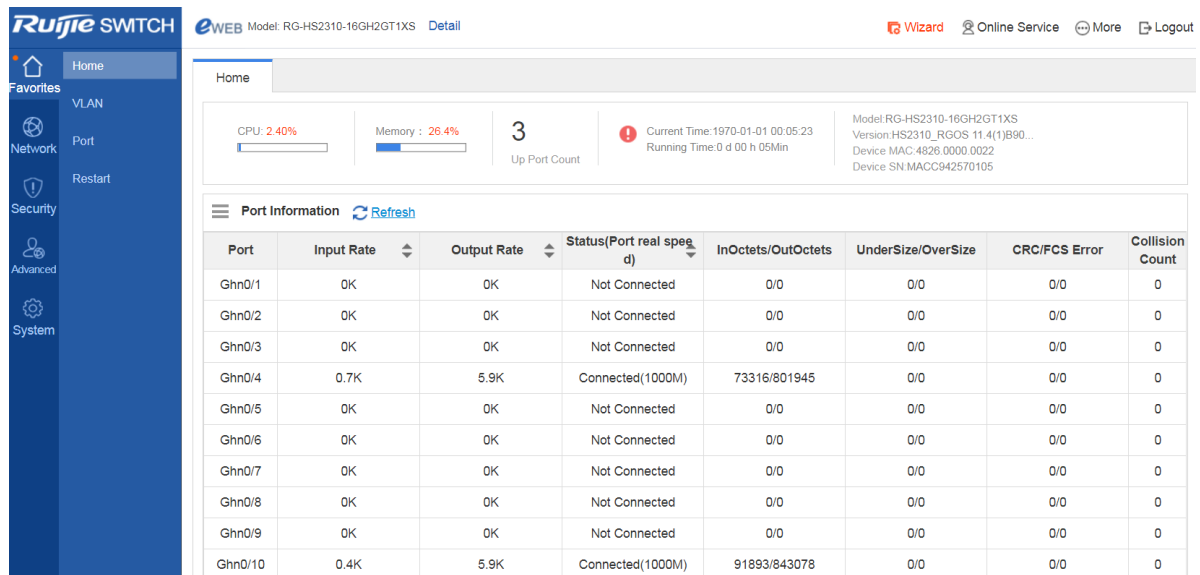 Ruijie SWITCH
eWEB Model: RG-HS2310-16GH2GT1XS Detail
Wizard Online Service More Logout
Favorites
Network
Security
Advanced
System
Home
VLAN
Port
Restart
Home
CPU: 2.40%
Memory : 26.4%
3
Up Port Count
Current Time:1970-01-01 00:05:23
Running Time:0 d 00 h 05Min
Model:RG-HS2310-16GH2GT1XS
Version:HS2310_RGOS 11.4(1)B90...
Device MAC:4826.0000.0022
Device SN:MACC942570105
Port Information Refresh
Port Input Rate Output Rate Status(Port real spee
d) InOctets/OutOctets UnderSize/OverSize CRC/FCS Error Collision
Count
Ghn0/1 0K 0K Not Connected 0/0 0/0 0/0 0
Ghn0/2 0K 0K Not Connected 0/0 0/0 0/0 0
Ghn0/3 0K 0K Not Connected 0/0 0/0 0/0 0
Ghn0/4 0.7K 5.9K Connected(1000M) 73316/801945 0/0 0/0 0
Ghn0/5 0K 0K Not Connected 0/0 0/0 0/0 0
Ghn0/6 0K 0K Not Connected 0/0 0/0 0/0 0
Ghn0/7 0K 0K Not Connected 0/0 0/0 0/0 0
Ghn0/8 0K 0K Not Connected 0/0 0/0 0/0 0
Ghn0/9 0K 0K Not Connected 0/0 0/0 0/0 0
Ghn0/10 0.4K 5.9K Connected(1000M) 91893/843078 0/0 0/0 0